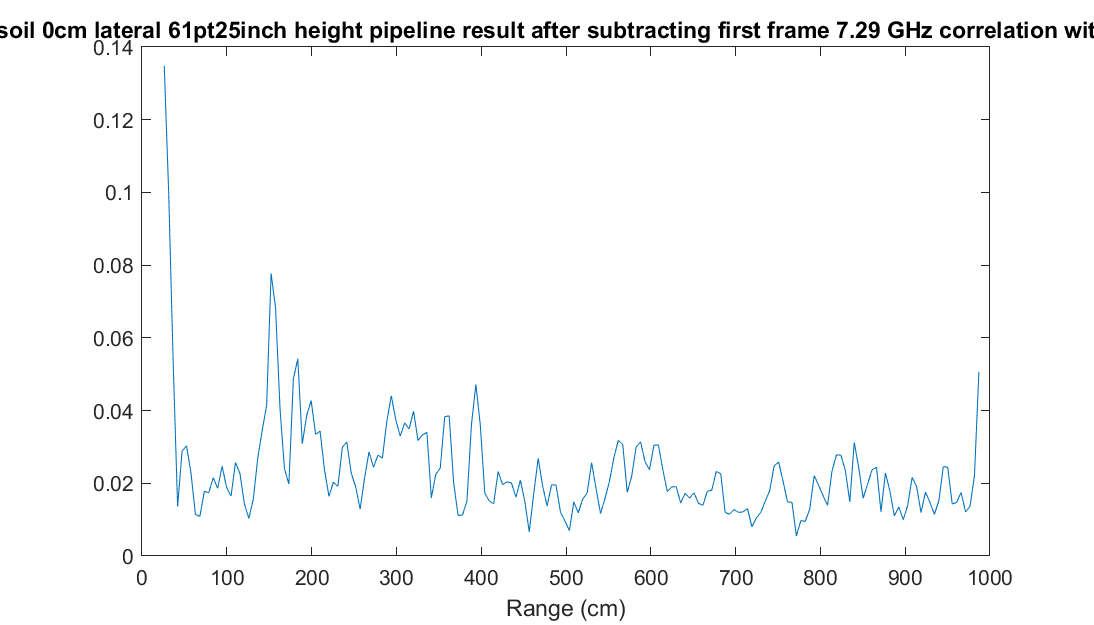 soil 0cm lateral 61pt25inch height pipeline result after subtracting first frame 7.29 GHz correlation wit
0.14
0.12
0.1
0.08
0.06
0.04
0.02
0
0 100 200 300 400 500 600 700 800 900 1000
Range (cm)